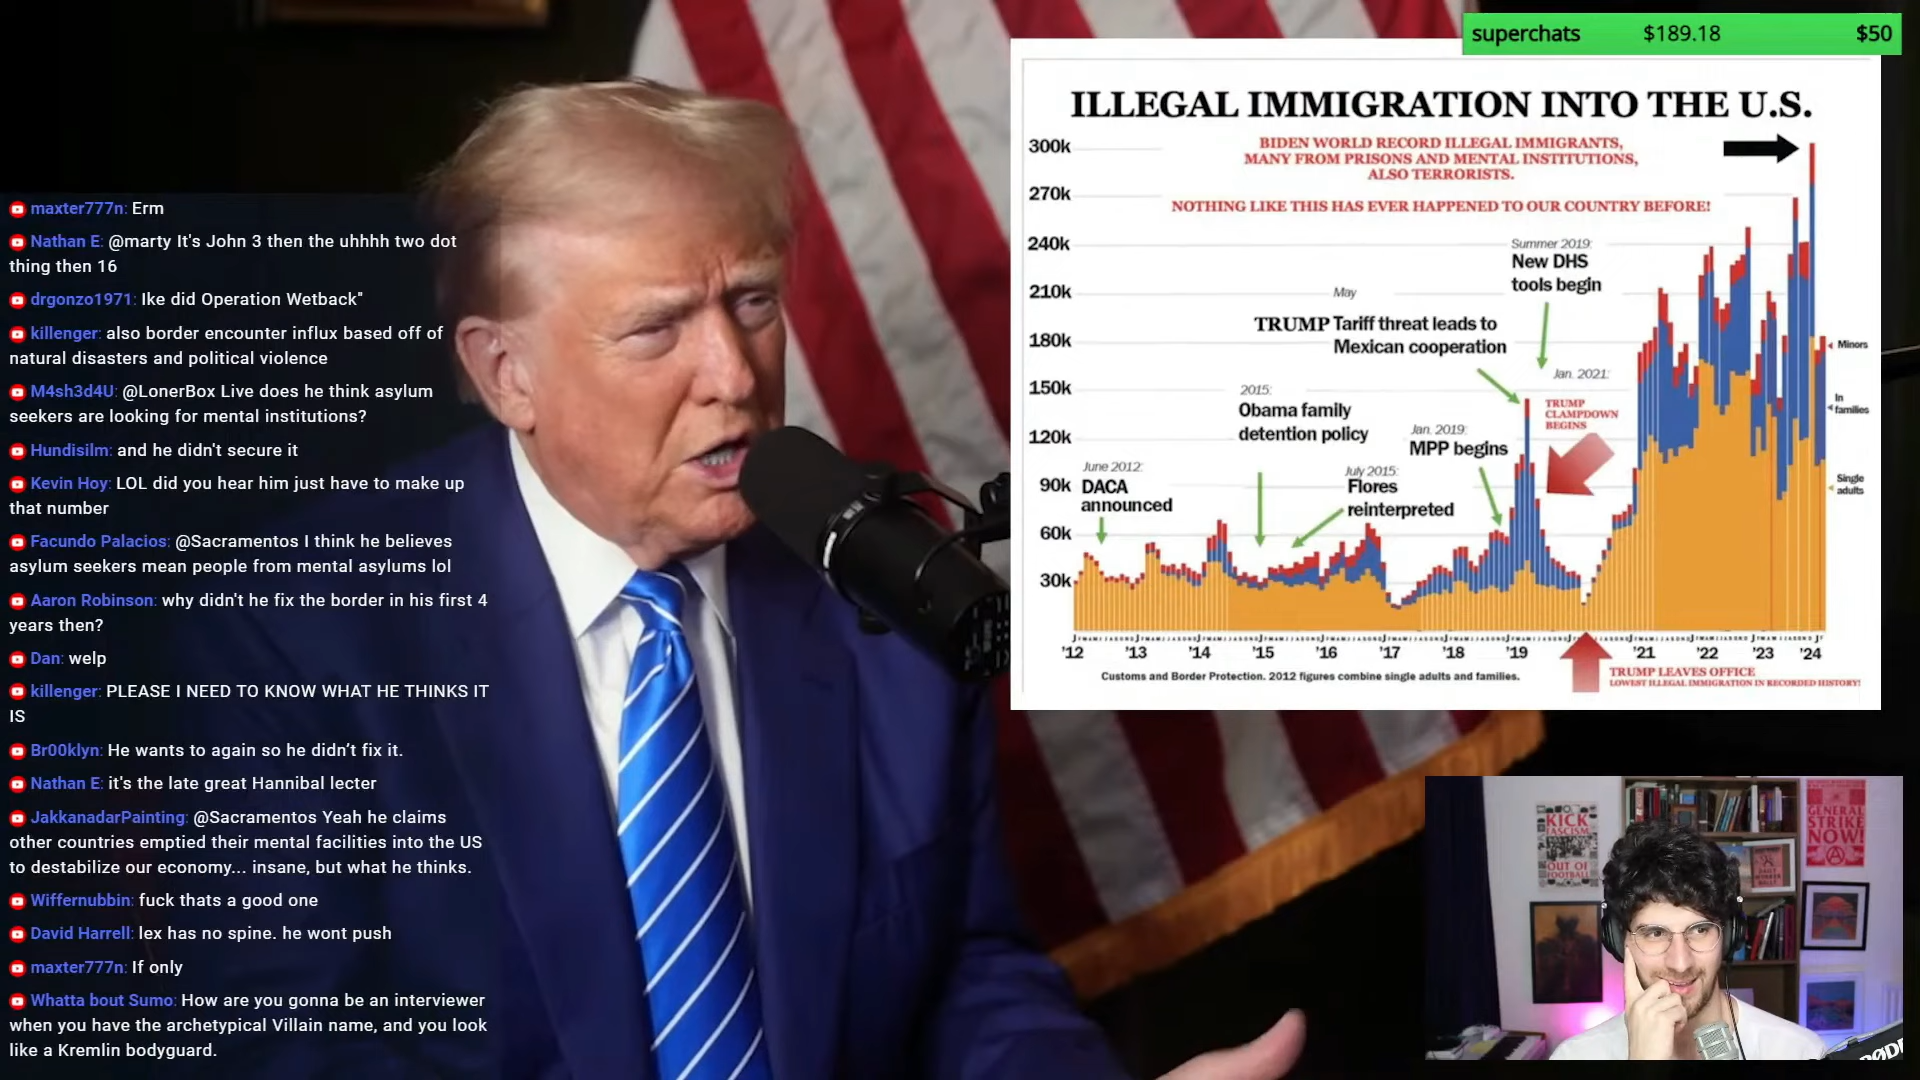 superchats $189.18 $50
ILLEGAL IMMIGRATION INTO THE U.S.
BIDEN WORLD RECORD ILLEGAL IMMIGRANTS,
MANY FROM PRISONS AND MENTAL INSTITUTIONS,
ALSO TERRORISTS.
NOTHING LIKE THIS HAS EVER HAPPENED TO OUR COUNTRY BEFORE!
300k
270k
240k
210k
180k
150k
120k
90k
60k
30k
Summer 2019:
New DHS
tools begin
May
TRUMP Tariff threat leads to
Mexican cooperation
Jan. 2021:
TRUMP
CLAMPDOWN
BEGINS
2015:
Obama family
detention policy
Jan. 2019:
MPP begins
July 2015:
Flores
reinterpreted
June 2012:
DACA
announced
Minors
In
families
Single
adults
'12 '13 '14 '15 '16 '17 '18 '19 '21 '22 '23 '24
Customs and Border Protection. 2012 figures combine single adults and families.
TRUMP LEAVES OFFICE
LOWEST ILLEGAL IMMIGRATION IN RECORDED HISTORY!
maxter777n: Erm
Nathan E: @marty It's John 3 then the uhhhh two dot
thing then 16
drgonzo1971: Ike did Operation Wetback"
killenger: also border encounter influx based off of
natural disasters and political violence
M4sh3d4U: @LonerBox Live does he think asylum
seekers are looking for mental institutions?
Hundisilm: and he didn't secure it
Kevin Hoy: LOL did you hear him just have to make up
that number
Facundo Palacios: @Sacramentos I think he believes
asylum seekers mean people from mental asylums lol
Aaron Robinson: why didn't he fix the border in his first 4
years then?
Dan: welp
killenger: PLEASE I NEED TO KNOW WHAT HE THINKS IT
IS
Br00klyn: He wants to again so he didn’t fix it.
Nathan E: it's the late great Hannibal lecter
JakkanadarPainting: @Sacramentos Yeah he claims
other countries emptied their mental facilities into the US
to destabilize our economy... insane, but what he thinks.
Wiffernubbin: fuck thats a good one
David Harrell: lex has no spine. he wont push
maxter777n: If only
Whatta bout Sumo: How are you gonna be an interviewer
when you have the archetypical Villain name, and you look
like a Kremlin bodyguard.
KICK
FASCISM
OUT OF
FOOTBALL
GENERAL
STRIKE
NOW!